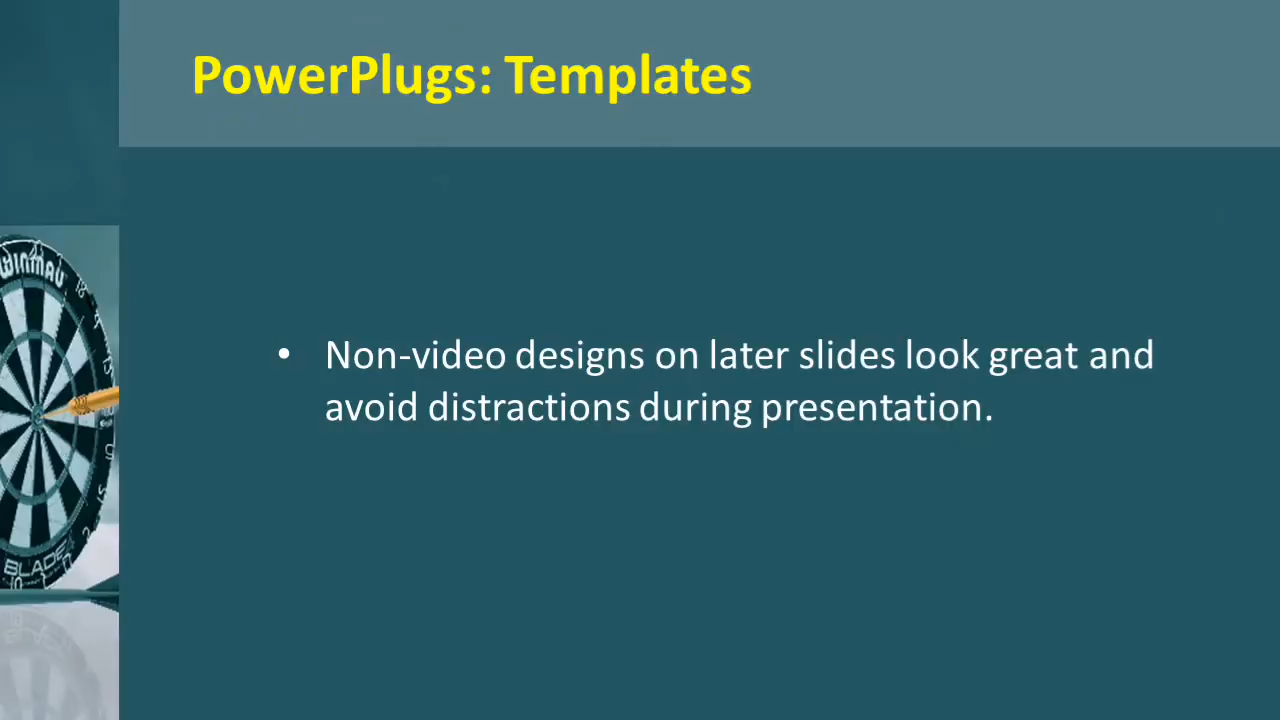 PowerPlugs: Templates
• Non-video designs on later slides look great and
avoid distractions during presentation.
WINMAU
BLADE